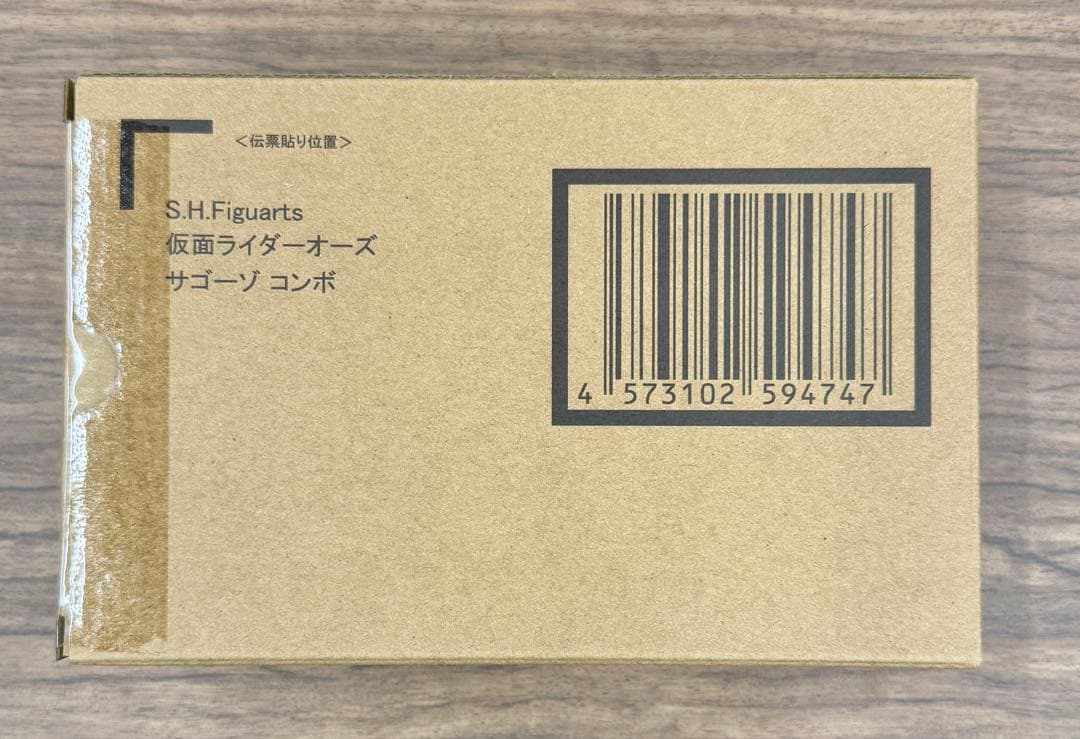 ＜伝票貼り位置＞
S.H.Figuarts
仮面ライダーオーズ
サゴーゾ コンボ
4 573102 594747